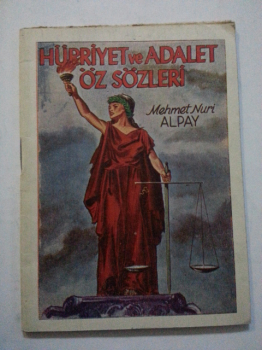 HÜRRİYET ve ADALET
ÖZ SÖZLERİ
Mehmet Nuri
ALPAY